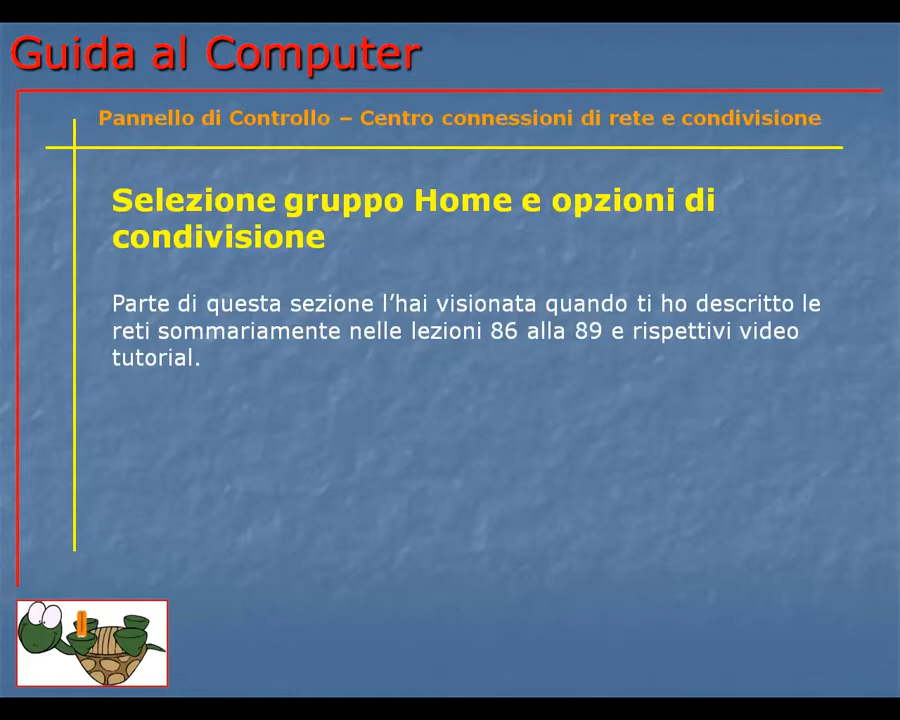 Guida al Computer
Pannello di Controllo – Centro connessioni di rete e condivisione
Selezione gruppo Home e opzioni di
condivisione
Parte di questa sezione l’hai visionata quando ti ho descritto le
reti sommariamente nelle lezioni 86 alla 89 e rispettivi video
tutorial.